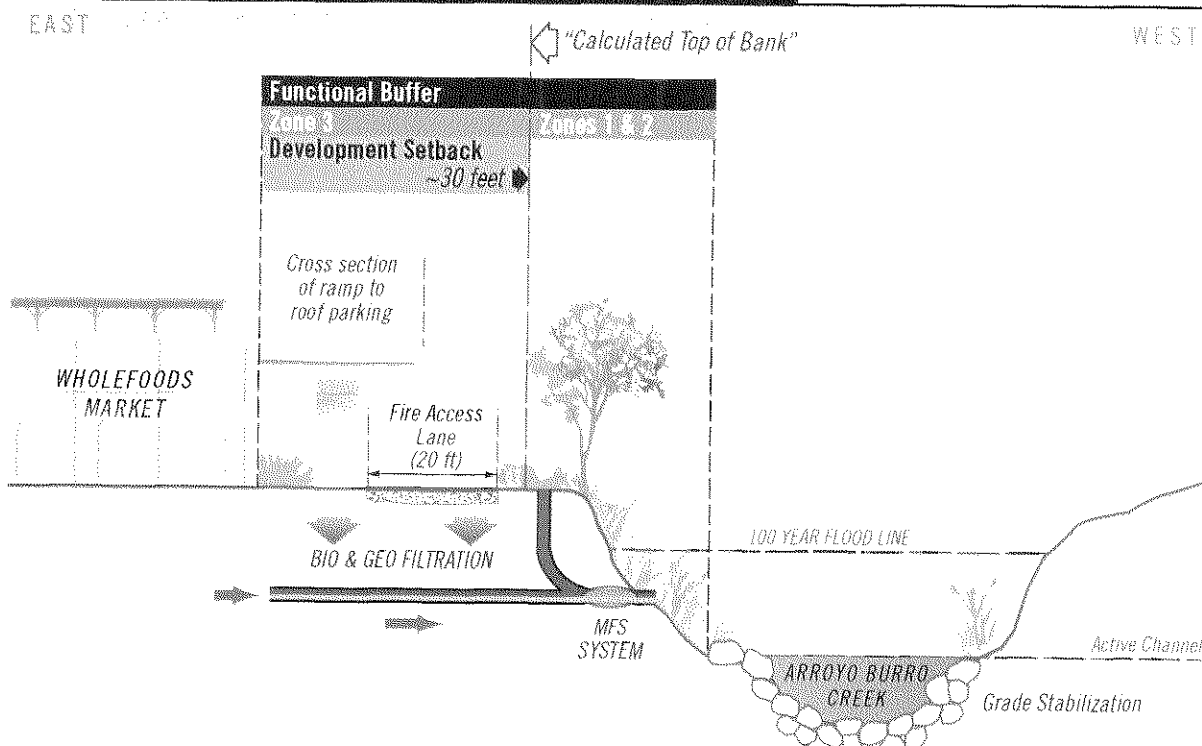 EAST
"Calculated Top of Bank"
WEST
Functional Buffer
Zone 3
Zones 1 & 2
Development Setback
~30 feet
Cross section
of ramp to
roof parking
WHOLEFOODS
MARKET
Fire Access
Lane
(20 ft)
100 YEAR FLOOD LINE
BIO & GEO FILTRATION
MFS
SYSTEM
Active Channel
ARROYO BURRO
CREEK
Grade Stabilization